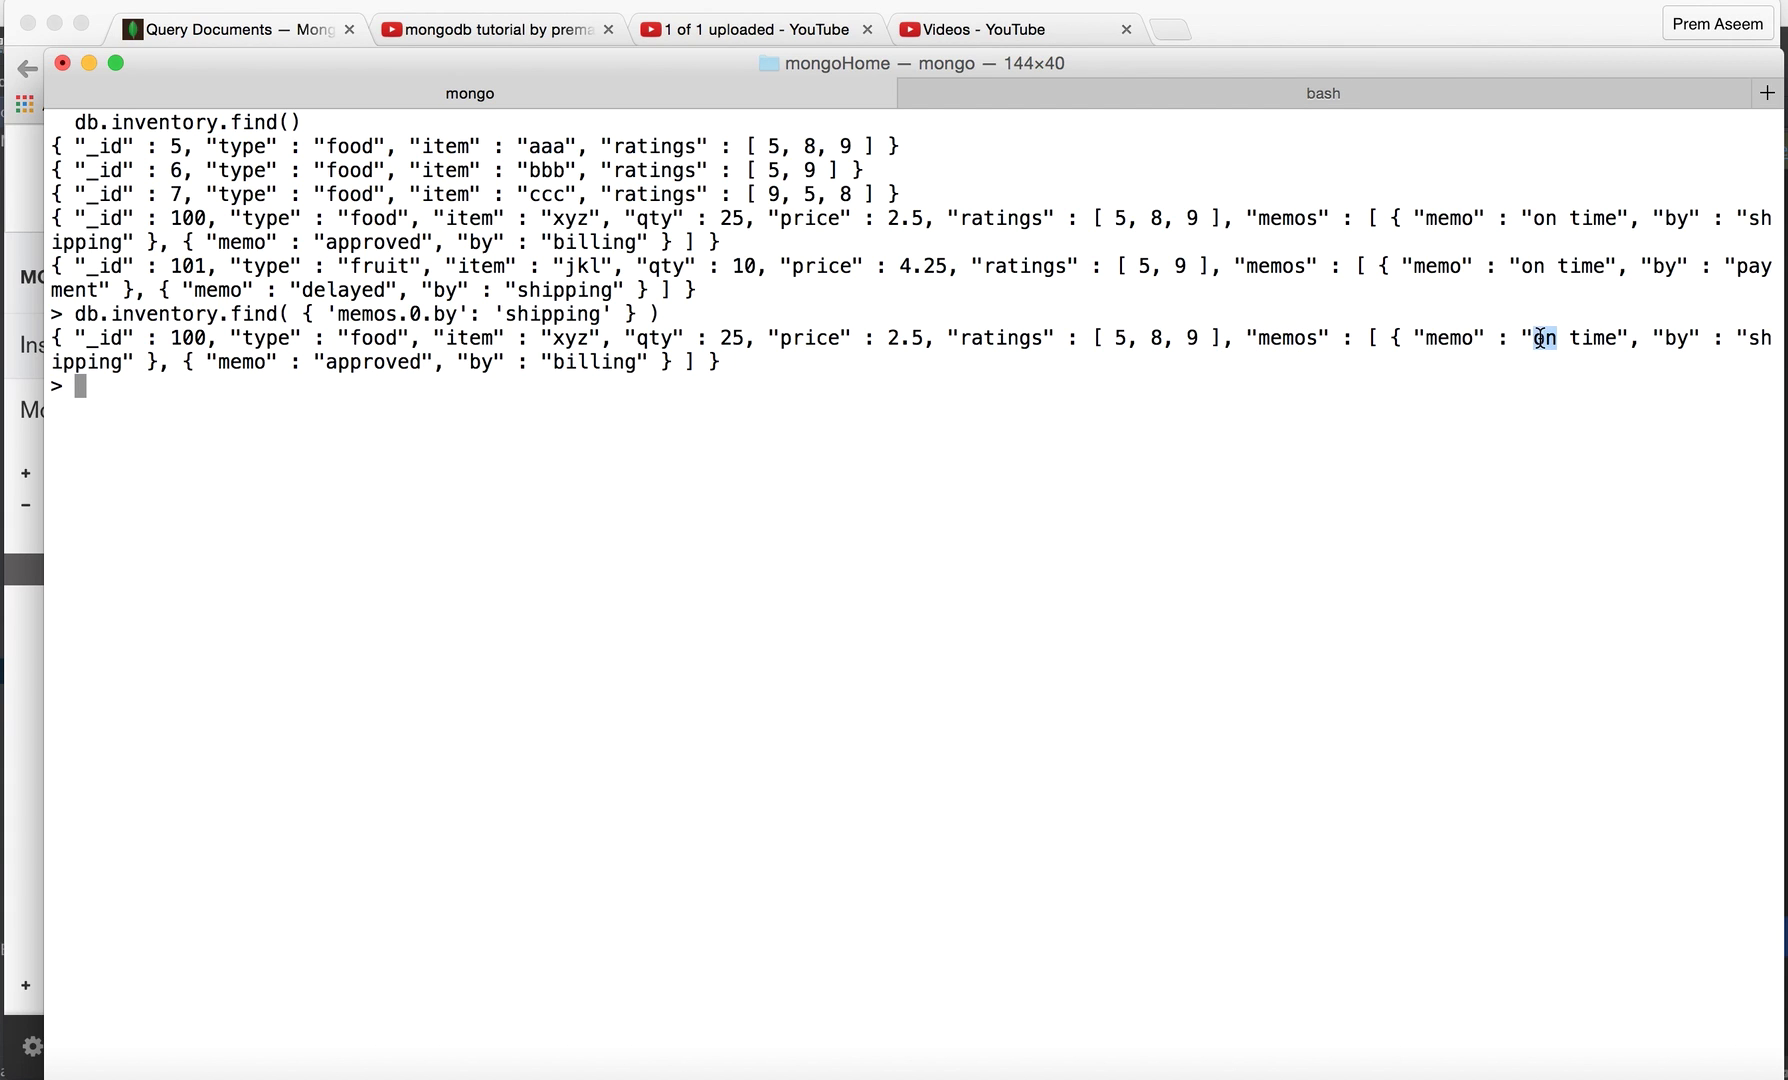 Query Documents — Mong
mongodb tutorial by prema
1 of 1 uploaded - YouTube
Videos - YouTube
Prem Aseem
mongoHome — mongo — 144×40
mongo
bash
db.inventory.find()
{ "_id" : 5, "type" : "food", "item" : "aaa", "ratings" : [ 5, 8, 9 ] }
{ "_id" : 6, "type" : "food", "item" : "bbb", "ratings" : [ 5, 9 ] }
{ "_id" : 7, "type" : "food", "item" : "ccc", "ratings" : [ 9, 5, 8 ] }
{ "_id" : 100, "type" : "food", "item" : "xyz", "qty" : 25, "price" : 2.5, "ratings" : [ 5, 8, 9 ], "memos" : [ { "memo" : "on time", "by" : "sh
ipping" }, { "memo" : "approved", "by" : "billing" } ] }
{ "_id" : 101, "type" : "fruit", "item" : "jkl", "qty" : 10, "price" : 4.25, "ratings" : [ 5, 9 ], "memos" : [ { "memo" : "on time", "by" : "pay
ment" }, { "memo" : "delayed", "by" : "shipping" } ] }
> db.inventory.find( { 'memos.0.by': 'shipping' } )
{ "_id" : 100, "type" : "food", "item" : "xyz", "qty" : 25, "price" : 2.5, "ratings" : [ 5, 8, 9 ], "memos" : [ { "memo" : "on time", "by" : "sh
ipping" }, { "memo" : "approved", "by" : "billing" } ] }
>
Ins